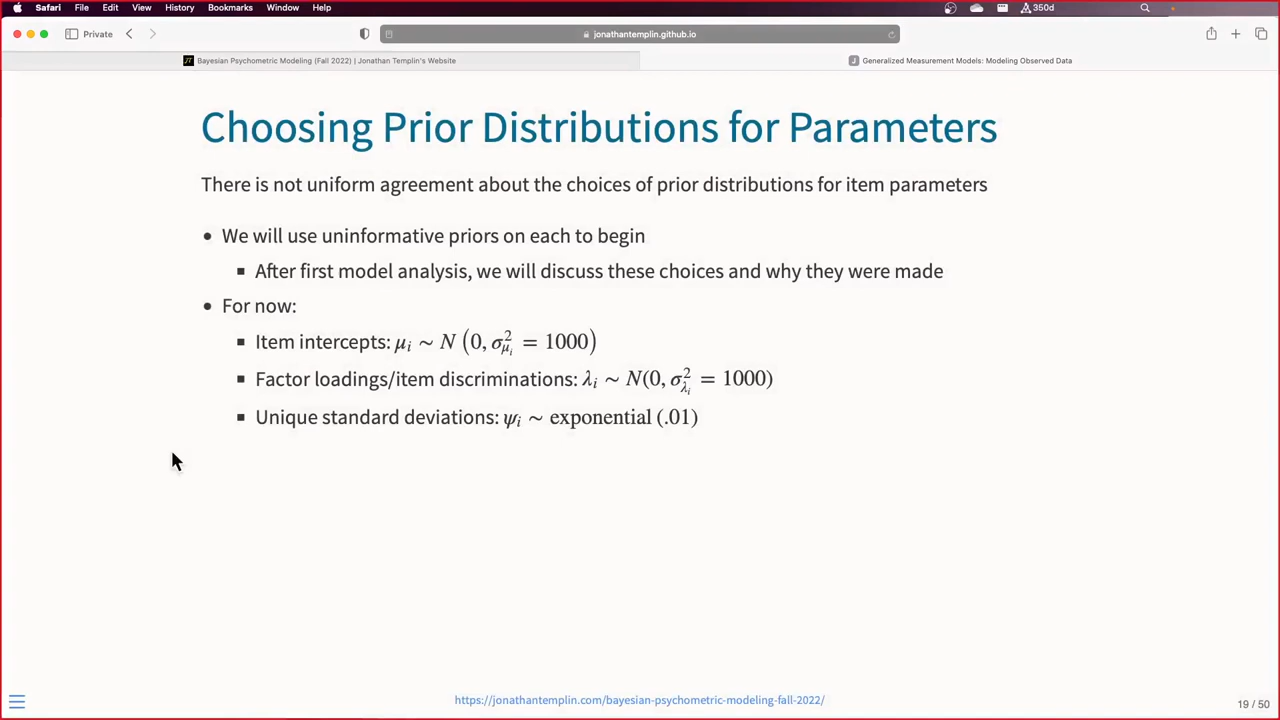 Safari File Edit View History Bookmarks Window Help 350d
Private jonathantemplin.github.io
Bayesian Psychometric Modeling (Fall 2022) | Jonathan Templin's Website
J Generalized Measurement Models: Modeling Observed Data
Choosing Prior Distributions for Parameters
There is not uniform agreement about the choices of prior distributions for item parameters
• We will use uninformative priors on each to begin
▪ After first model analysis, we will discuss these choices and why they were made
• For now:
▪ Item intercepts: μᵢ ∼ N (0, σ²_{μᵢ} = 1000)
▪ Factor loadings/item discriminations: λᵢ ∼ N(0, σ²_{λᵢ} = 1000)
▪ Unique standard deviations: ψᵢ ∼ exponential (.01)
https://jonathantemplin.com/bayesian-psychometric-modeling-fall-2022/
19 / 50